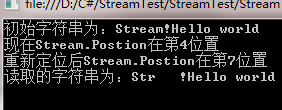 file:///D:/C#/StreamTest/StreamTest/Stream
初始字符串为：Stream!Hello world
现在Stream.Postion在第4位置
重新定位后Stream.Postion在第7位置
读取的字符串为：Str   !Hello world